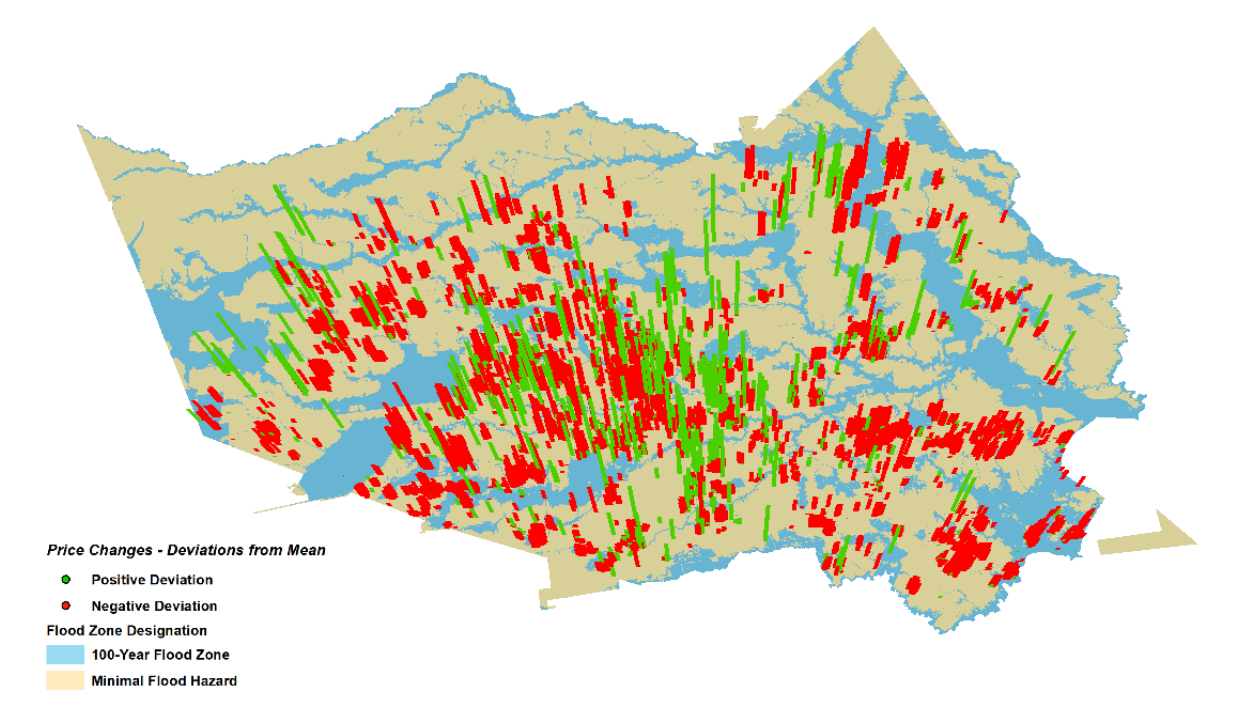 Price Changes - Deviations from Mean
Positive Deviation
Negative Deviation
Flood Zone Designation
100-Year Flood Zone
Minimal Flood Hazard